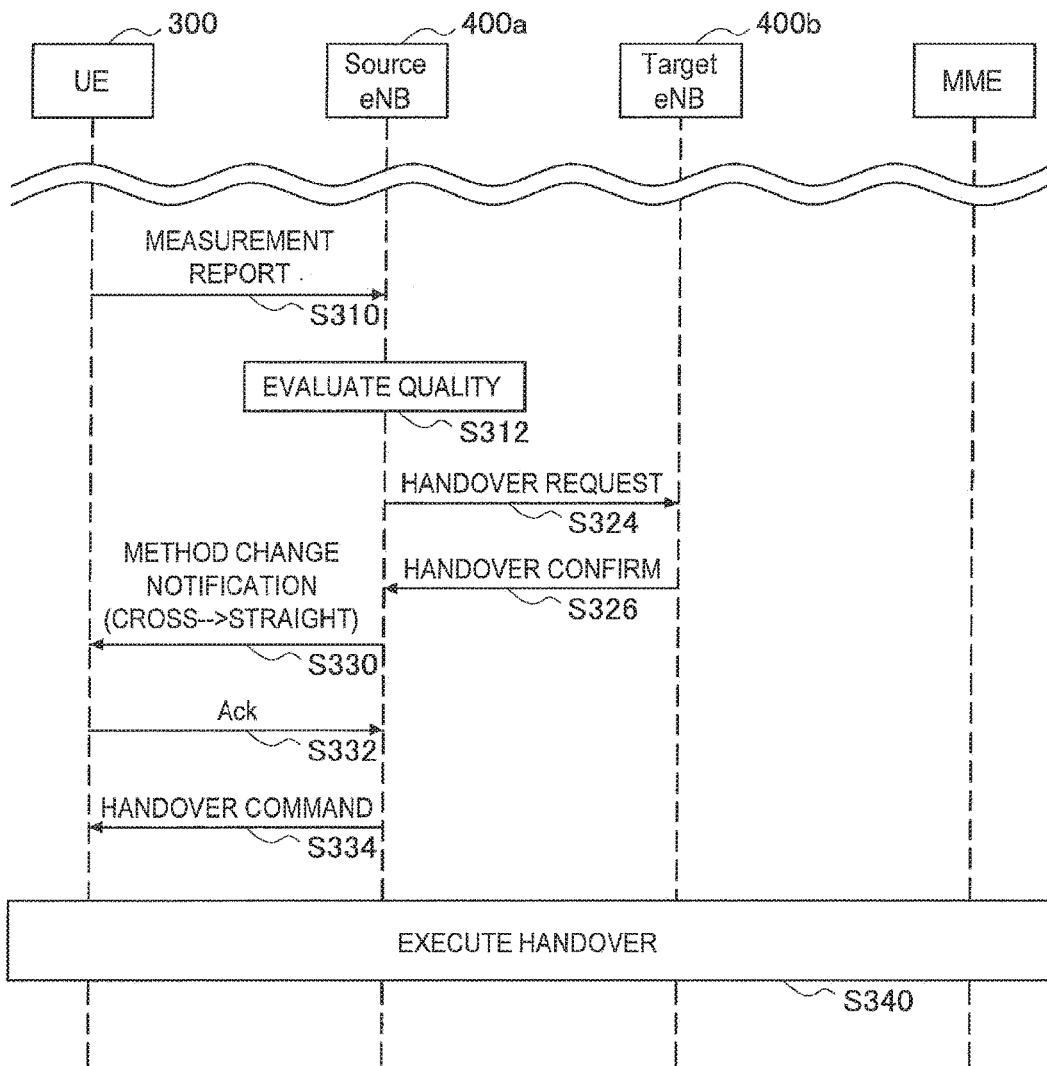 300
400a
400b
UE
Source
eNB
Target
eNB
MME
MEASUREMENT
REPORT
S310
EVALUATE QUALITY
S312
HANDOVER REQUEST
S324
METHOD CHANGE
NOTIFICATION
(CROSS-->STRAIGHT)
HANDOVER CONFIRM
S326
S330
Ack
S332
HANDOVER COMMAND
S334
EXECUTE HANDOVER
S340